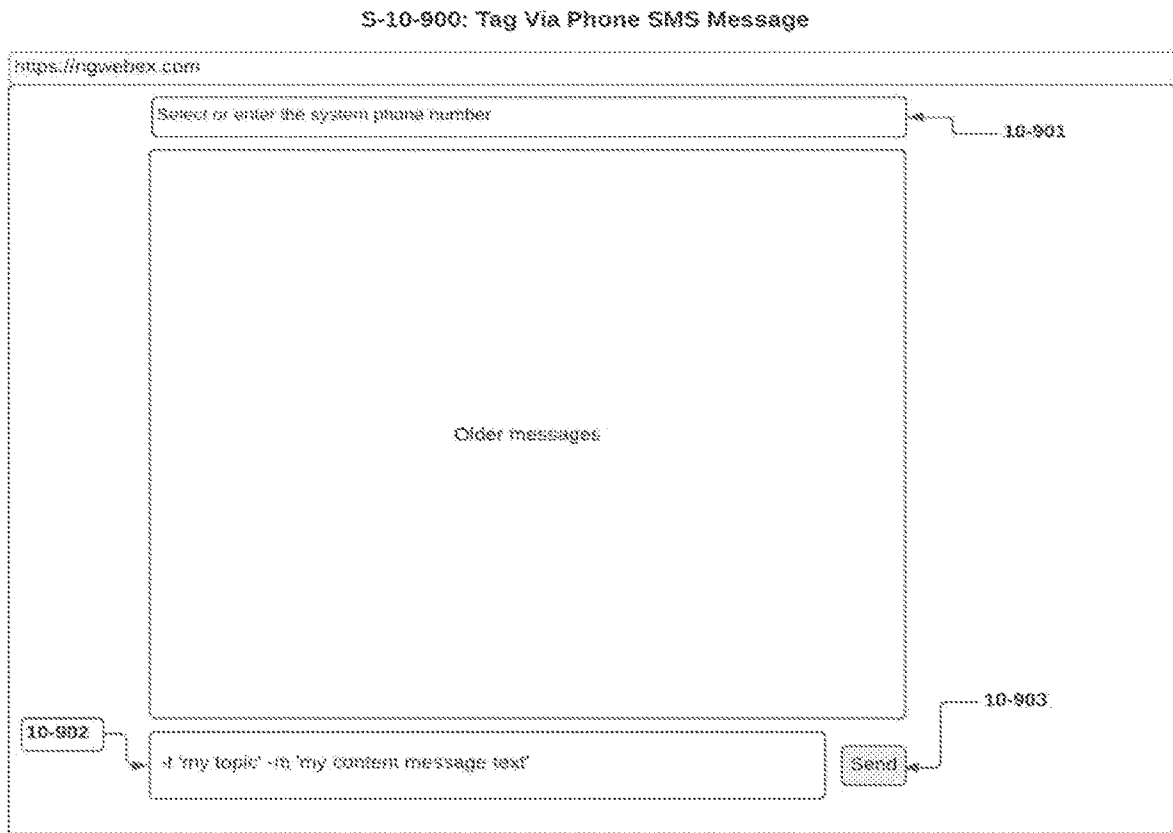 S-10-900: Tag Via Phone SMS Message
https://ngwebex.com
Select or enter the system phone number
10-901
Older messages
10-903
10-902
-t 'my topic' -m 'my content message text'
Send